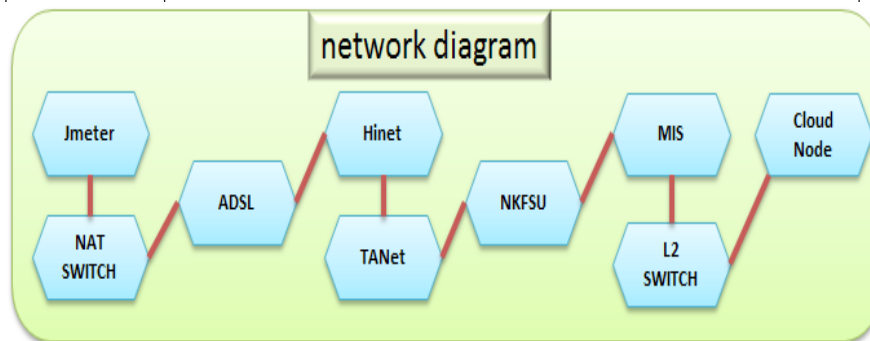 network diagram
Jmeter
NAT
SWITCH
ADSL
Hinet
TANet
NKFSU
MIS
L2
SWITCH
Cloud
Node